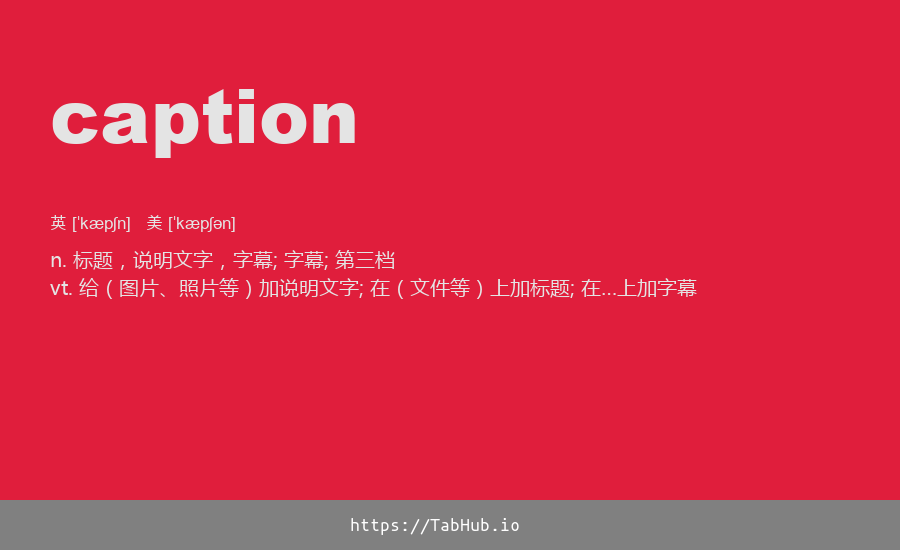 caption
英 [ˈkæpʃn]   美 [ˈkæpʃən]
n. 标题，说明文字，字幕; 字幕; 第三档
vt. 给（图片、照片等）加说明文字; 在（文件等）上加标题; 在…上加字幕
https://TabHub.io